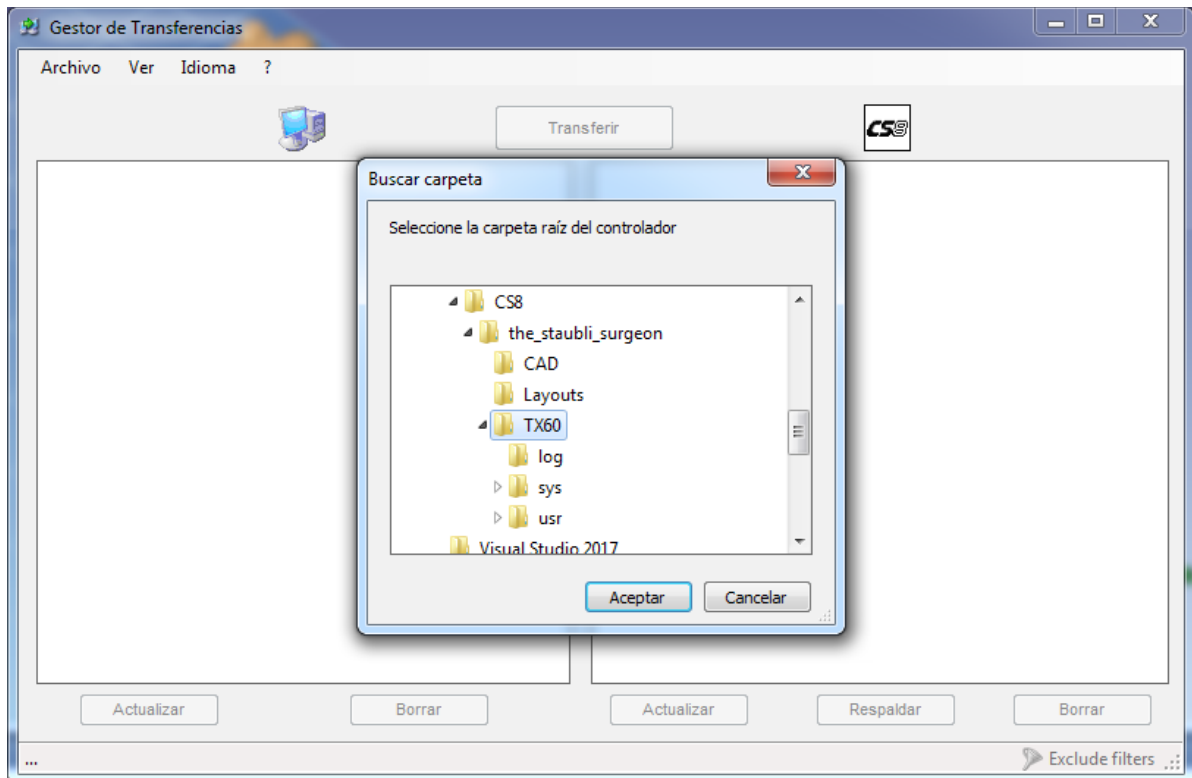 Gestor de Transferencias
Archivo Ver Idioma ?
Transferir
CS8
Buscar carpeta
Seleccione la carpeta raíz del controlador
CS8
the_staubli_surgeon
CAD
Layouts
TX60
log
sys
usr
Visual Studio 2017
Aceptar Cancelar
Actualizar Borrar Actualizar Respaldar Borrar
... Exclude filters